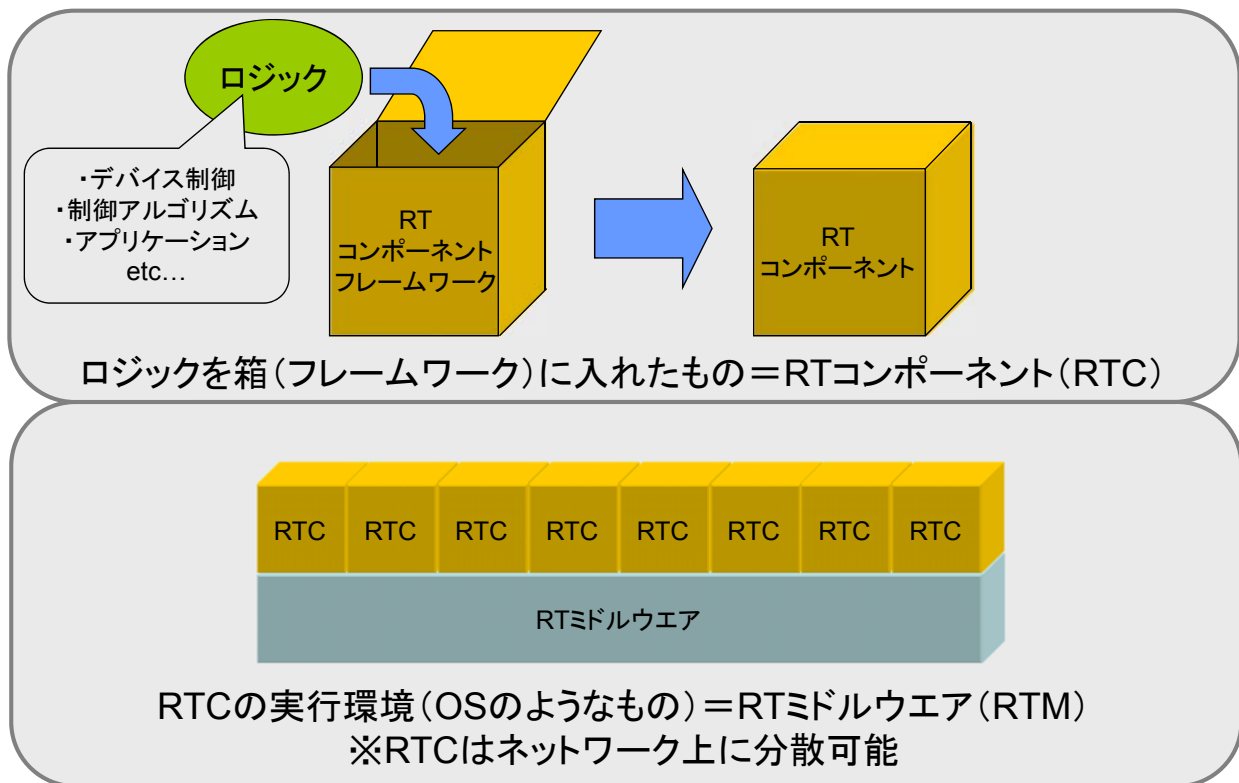 ロジック
・デバイス制御
・制御アルゴリズム
・アプリケーション
etc…
RT
コンポーネント
フレームワーク
RT
コンポーネント
ロジックを箱(フレームワーク)に入れたもの=RTコンポーネント(RTC)
RTC RTC RTC RTC RTC RTC RTC RTC
RTミドルウエア
RTCの実行環境(OSのようなもの)=RTミドルウエア(RTM)
※RTCはネットワーク上に分散可能